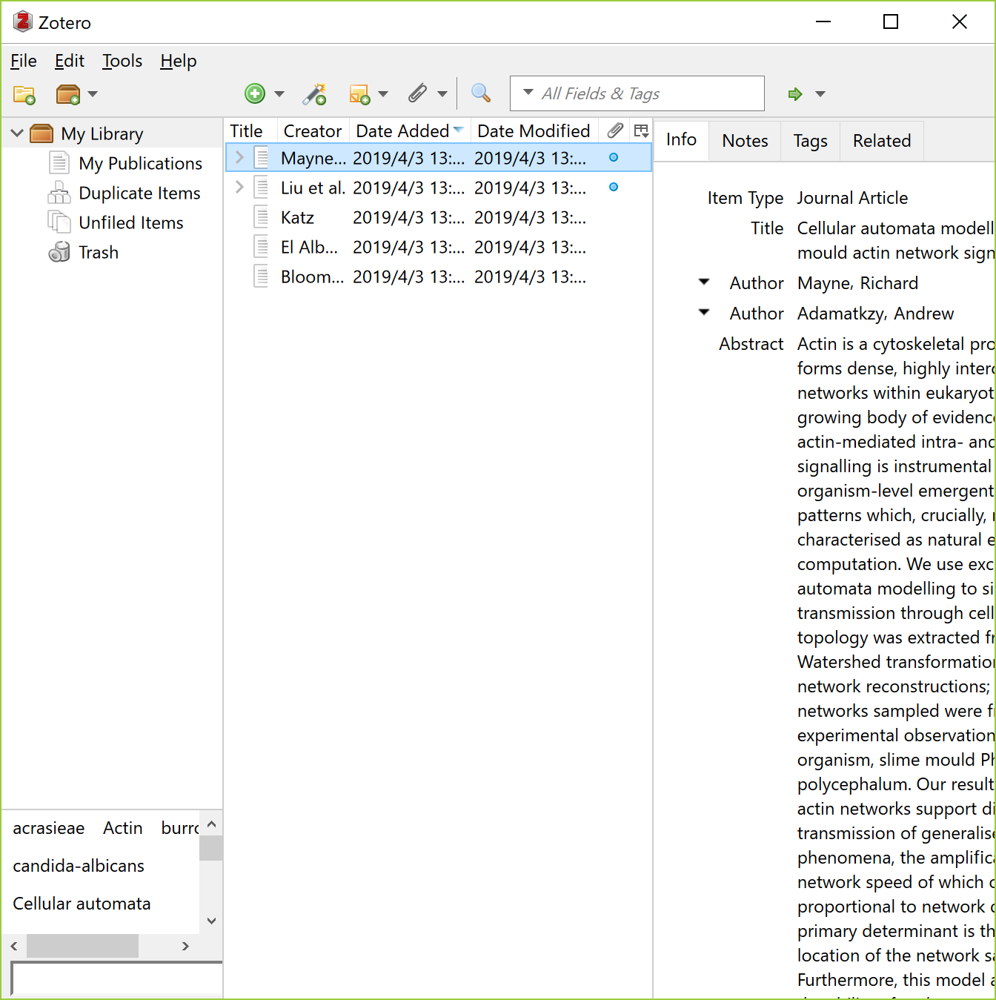 Zotero
File Edit Tools Help
All Fields & Tags
My Library
My Publications
Duplicate Items
Unfiled Items
Trash
Title Creator Date Added Date Modified
Mayne... 2019/4/3 13:... 2019/4/3 13:...
Liu et al. 2019/4/3 13:... 2019/4/3 13:...
Katz 2019/4/3 13:... 2019/4/3 13:...
El Alb... 2019/4/3 13:... 2019/4/3 13:...
Bloom... 2019/4/3 13:... 2019/4/3 13:...
Info Notes Tags Related
Item Type Journal Article
Title Cellular automata modell
mould actin network sign
Author Mayne, Richard
Author Adamatkzy, Andrew
Abstract Actin is a cytoskeletal pro
forms dense, highly interc
networks within eukaryot
growing body of evidence
actin-mediated intra- and
signalling is instrumental
organism-level emergent
patterns which, crucially,
characterised as natural e
computation. We use exc
automata modelling to si
transmission through cell
topology was extracted fr
Watershed transformation
network reconstructions;
networks sampled were fr
experimental observation
organism, slime mould Ph
polycephalum. Our result
actin networks support di
transmission of generalise
phenomena, the amplifica
network speed of which c
proportional to network
primary determinant is th
location of the network sa
Furthermore, this model a
acrasieae Actin burro
candida-albicans
Cellular automata